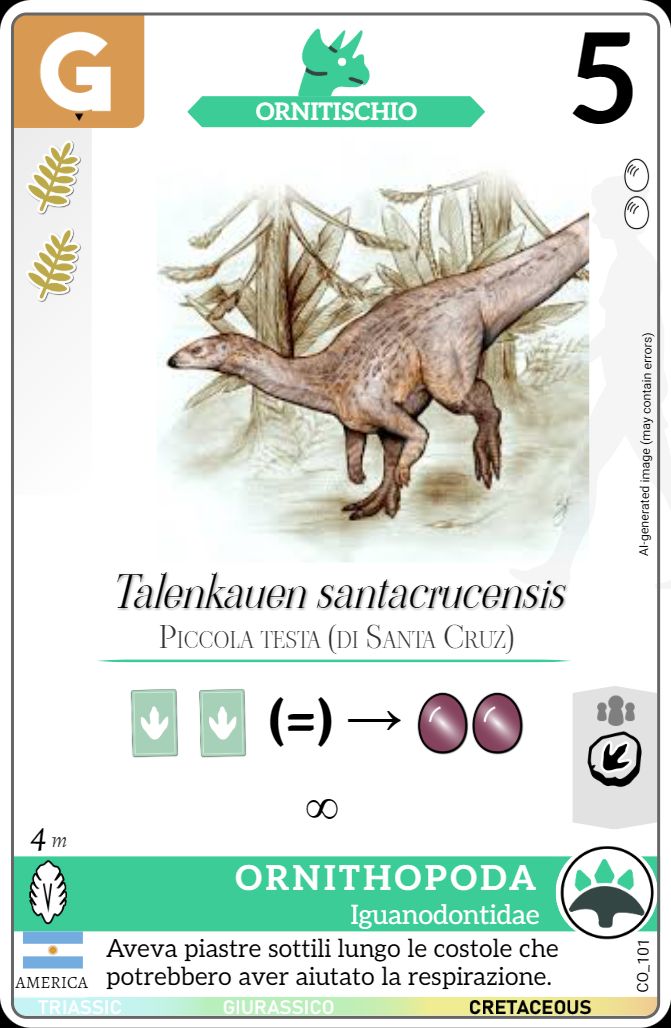 G
ORNITISCHIO
5
AI-generated image (may contain errors)
Talenkauen santacrucensis
Piccola testa (di Santa Cruz)
(=) →
∞
4 m
ORNITHOPODA
Iguanodontidae
AMERICA
Aveva piastre sottili lungo le costole che
potrebbero aver aiutato la respirazione.
CO_101
TRIASSIC GIURASSICO CRETACEOUS